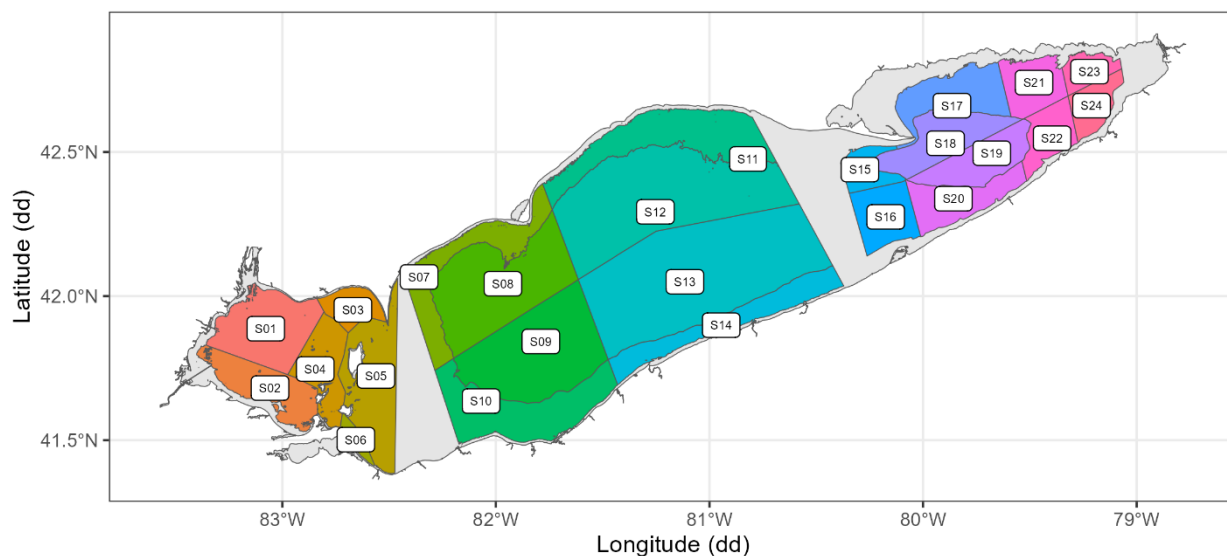 Latitude (dd)
42.5°N
42.0°N
41.5°N
S01
S02
S03
S04
S05
S06
S07
S08
S09
S10
S11
S12
S13
S14
S15
S16
S17
S18
S19
S20
S21
S22
S23
S24
83°W
82°W
81°W
80°W
79°W
Longitude (dd)